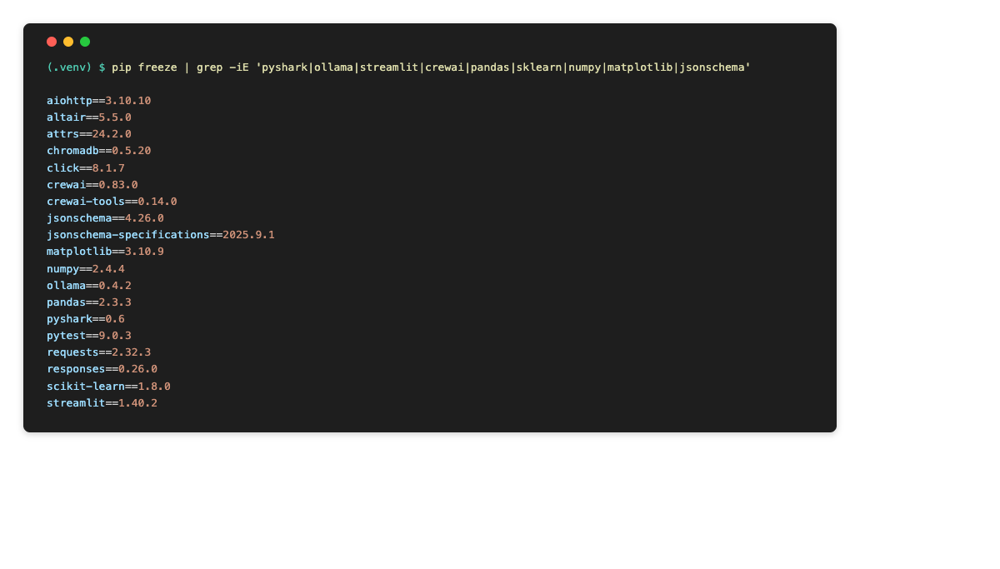 (.venv) $ pip freeze | grep -iE 'pyshark|ollama|streamlit|crewai|pandas|sklearn|numpy|matplotlib|jsonschema'
aiohttp==3.10.10
altair==5.5.0
attrs==24.2.0
chromadb==0.5.20
click==8.1.7
crewai==0.83.0
crewai-tools==0.14.0
jsonschema==4.26.0
jsonschema-specifications==2025.9.1
matplotlib==3.10.9
numpy==2.4.4
ollama==0.4.2
pandas==2.3.3
pyshark==0.6
pytest==9.0.3
requests==2.32.3
responses==0.26.0
scikit-learn==1.8.0
streamlit==1.40.2